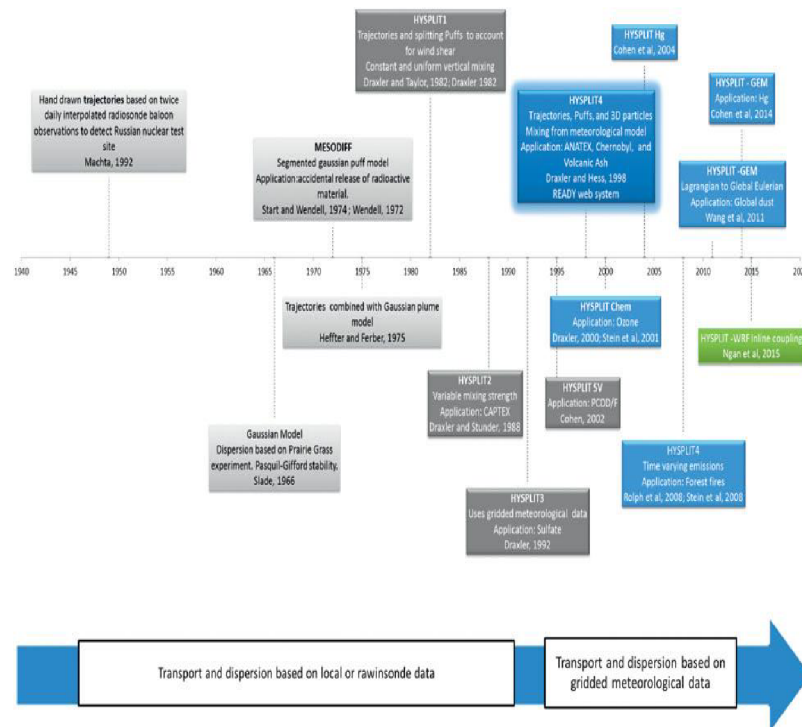 HYSPLIT1
Trajectories and splitting Puffs to account
for wind shear
Constant and uniform vertical mixing
Draxler and Taylor, 1982; Draxler 1982
HYSPLIT Hg
Cohen et al, 2004
Hand drawn trajectories based on twice
daily interpolated radiosonde baloon
observations to detect Russian nuclear test
site
Machta, 1992
MESODIFF
Segmented gaussian puff model
Application:accidental release of radioactive
material.
Start and Wendell, 1974 ; Wendell, 1972
HYSPLIT4
Trajectories, Puffs, and 3D particles
Mixing from meteorological model
Application: ANATEX, Chernobyl, and
Volcanic Ash
Draxler and Hess, 1998
READY web system
HYSPLIT - GEM
Application: Hg
Cohen et al, 2014
HYSPLIT -GEM
Lagrangian to Global Eulerian
Application: Global dust
Wang et al, 2011
1940 1945 1950 1955 1960 1965 1970 1975 1980 1985 1990 1995 2000 2005 2010 2015
Trajectories combined with Gaussian plume
model
Heffter and Ferber, 1975
HYSPLIT Chem
Application: Ozone
Draxler, 2000; Stein et al, 2001
HYSPLIT -WRF inline coupling
Ngan et al, 2015
HYSPLIT2
Variable mixing strength
Application: CAPTEX
Draxler and Stunder, 1988
HYSPLIT SV
Application: PCOD/F
Cohen, 2002
Gaussian Model
Dispersion based on Prairie Grass
experiment, Pasquil-Gifford stability,
Slade, 1966
HYSPLIT4
Time varying emissions
Application: Forest fires
Rolph et al, 2008; Stein et al, 2008
HYSPLIT3
Uses gridded meteorological data
Application: Sulfate
Draxler, 1992
Transport and dispersion based on local or rawinsonde data
Transport and dispersion based on
gridded meteorological data